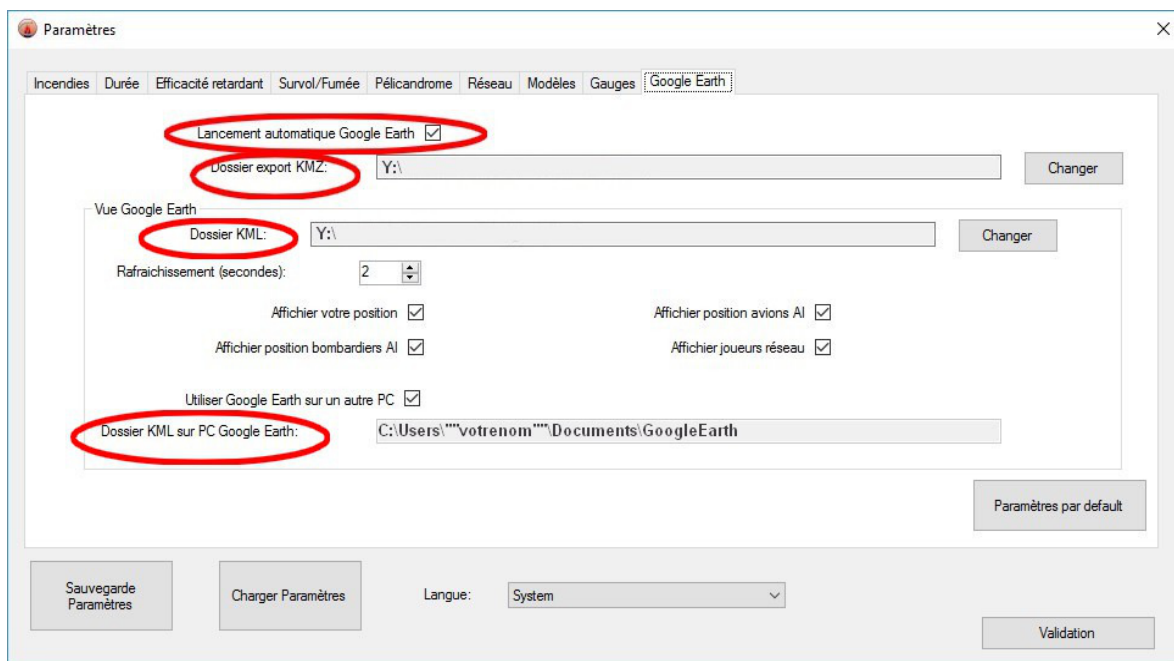 Paramètres
Incendies Durée Efficacité retardant Survol/Fumée Pélicandrome Réseau Modèles Gauges Google Earth
Lancement automatique Google Earth
Dossier export KMZ: Y:\ Changer
Vue Google Earth
Dossier KML: Y:\ Changer
Rafraichissement (secondes): 2
Affichier votre position Affichier position avions AI
Affichier position bombardiers AI Affichier joueurs réseau
Utiliser Google Earth sur un autre PC
Dossier KML sur PC Google Earth: C:\Users\""votrenom""\Documents\GoogleEarth
Paramètres par default
Sauvegarde
Paramètres
Charger Paramètres
Langue: System
Validation